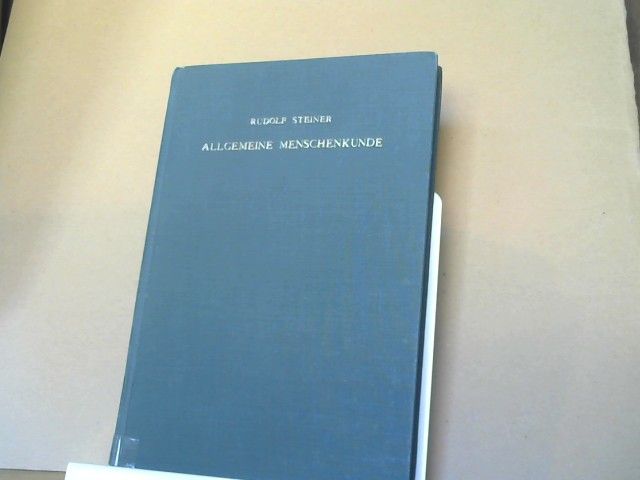 RUDOLF STEINER
ALLGEMEINE MENSCHENKUNDE